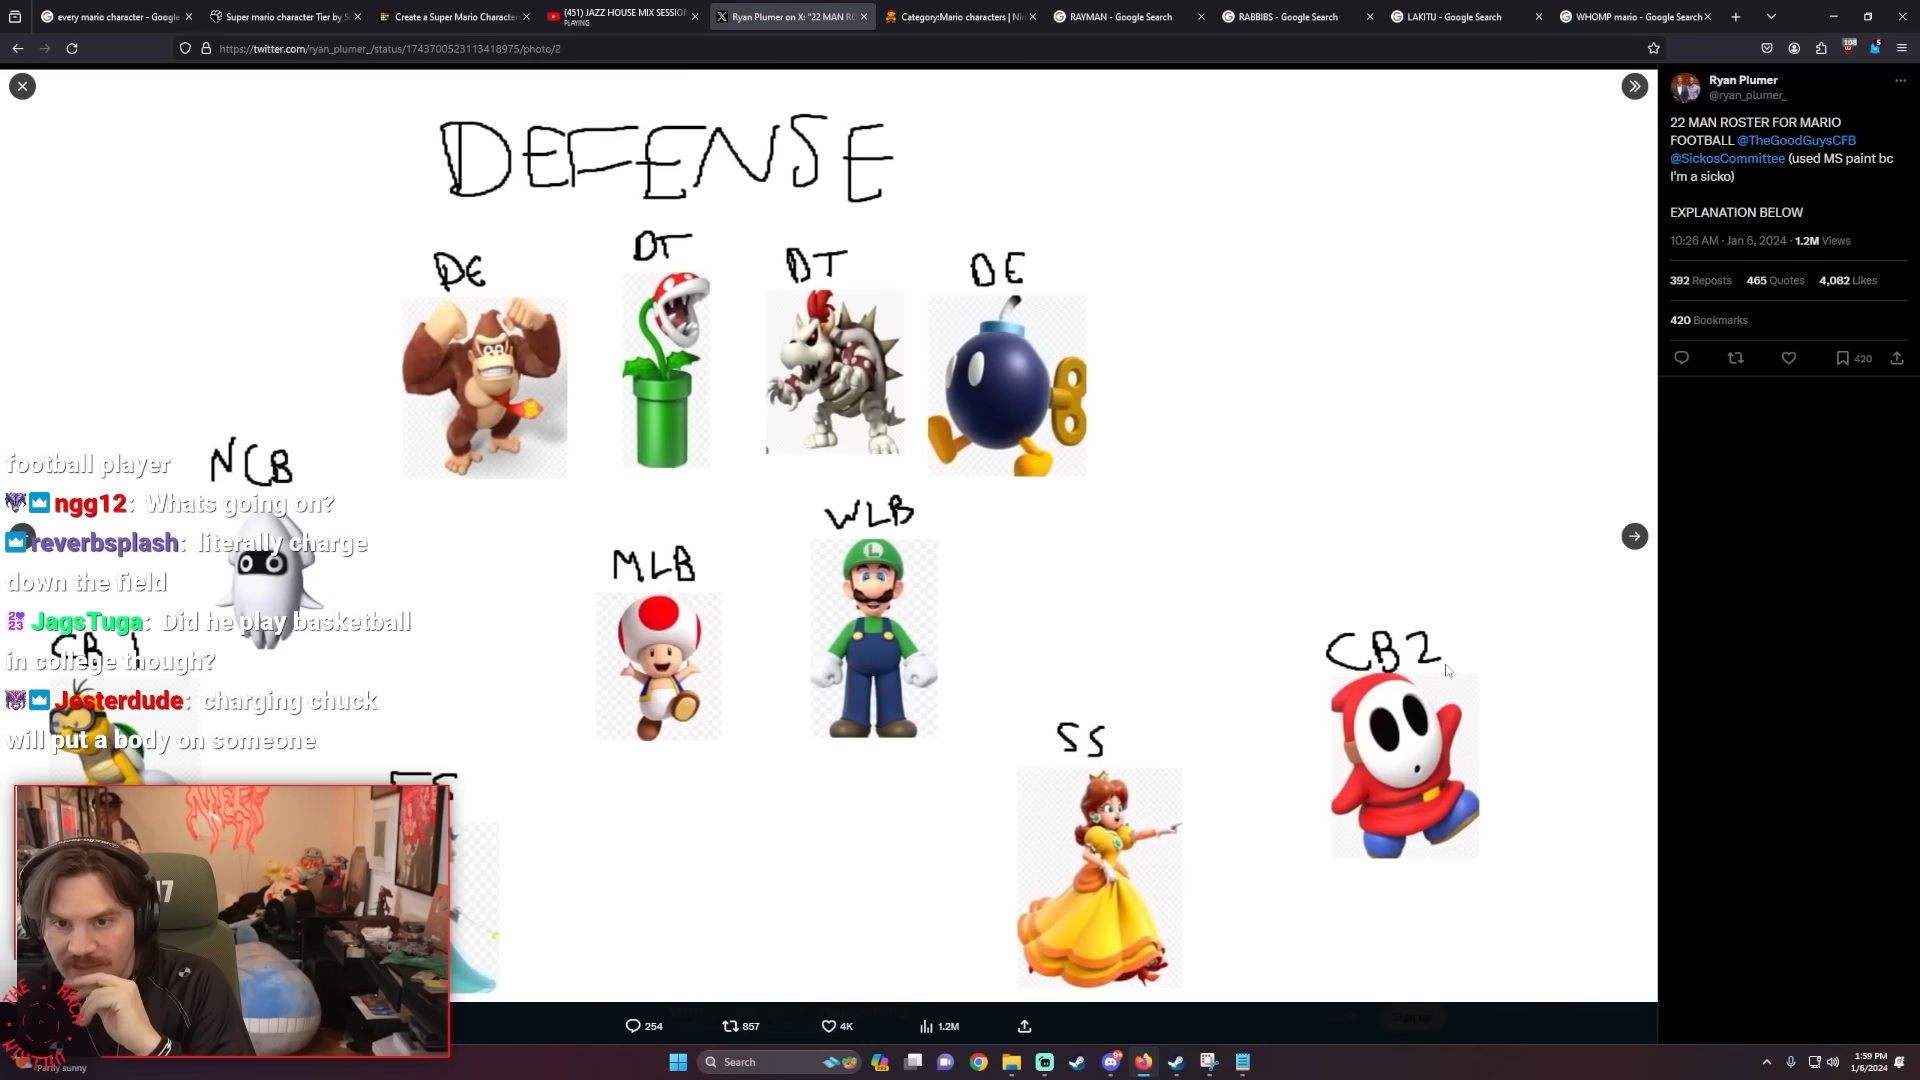 every mario character - Google
Super mario character Tier by S
Create a Super Mario Character
(451) JAZZ HOUSE MIX SESSION
PLAYING
Ryan Plumer on X: "22 MAN RO
Category:Mario characters | Nin
RAYMAN - Google Search
RABBIBS - Google Search
LAKITU - Google Search
WHOMP mario - Google Search
https://twitter.com/ryan_plumer_/status/1743700523113418975/photo/2
108
5
DEFENSE
DE
DT
DT
DE
NCB
MLB
WLB
CB 1
CB2
SS
football player
ngg12: Whats going on?
reverbsplash: literally charge
down the field
JagsTuga: Did he play basketball
in college though?
Jesterdude: charging chuck
will put a body on someone
Ryan Plumer
@ryan_plumer_
22 MAN ROSTER FOR MARIO
FOOTBALL @TheGoodGuysCFB
@SickosCommittee (used MS paint bc
I'm a sicko)
EXPLANATION BELOW
10:26 AM · Jan 6, 2024 · 1.2M Views
392 Reposts 465 Quotes 4,082 Likes
420 Bookmarks
420
254
857
4K
1.2M
Partly sunny
Search
1:59 PM
1/6/2024